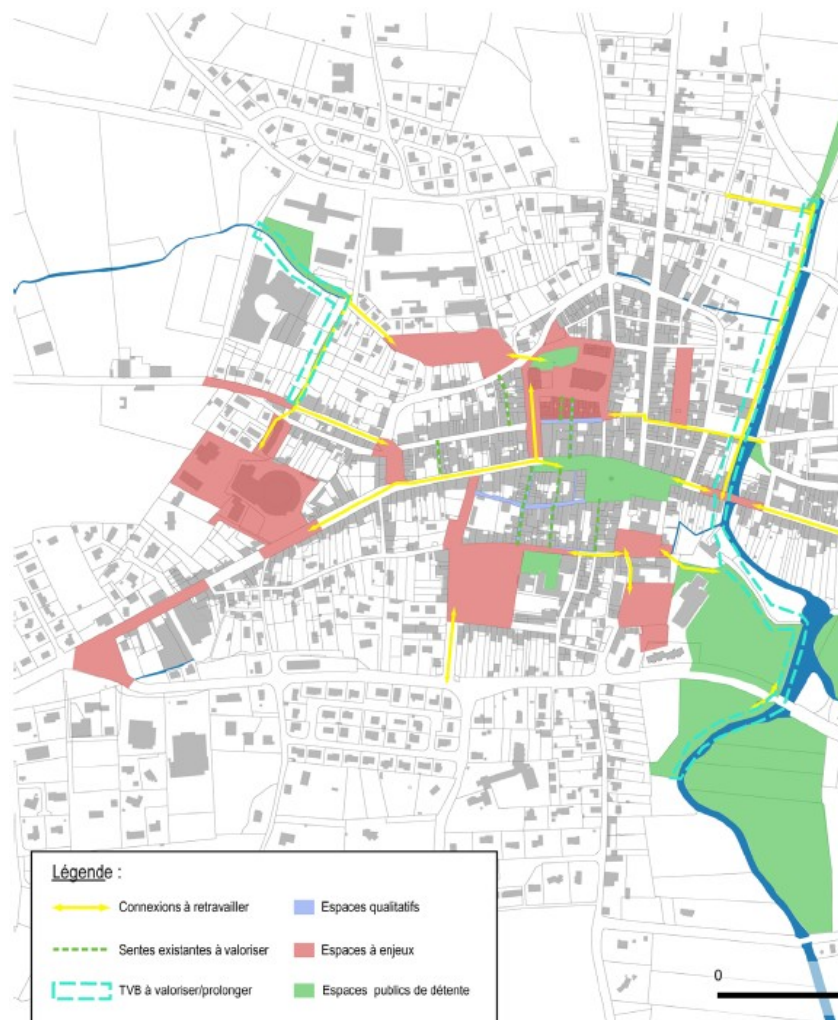 Légende :
Connexions à retravailler
Espaces qualitatifs
Sentes existantes à valoriser
Espaces à enjeux
TVB à valoriser/prolonger
Espaces publics de détente
0